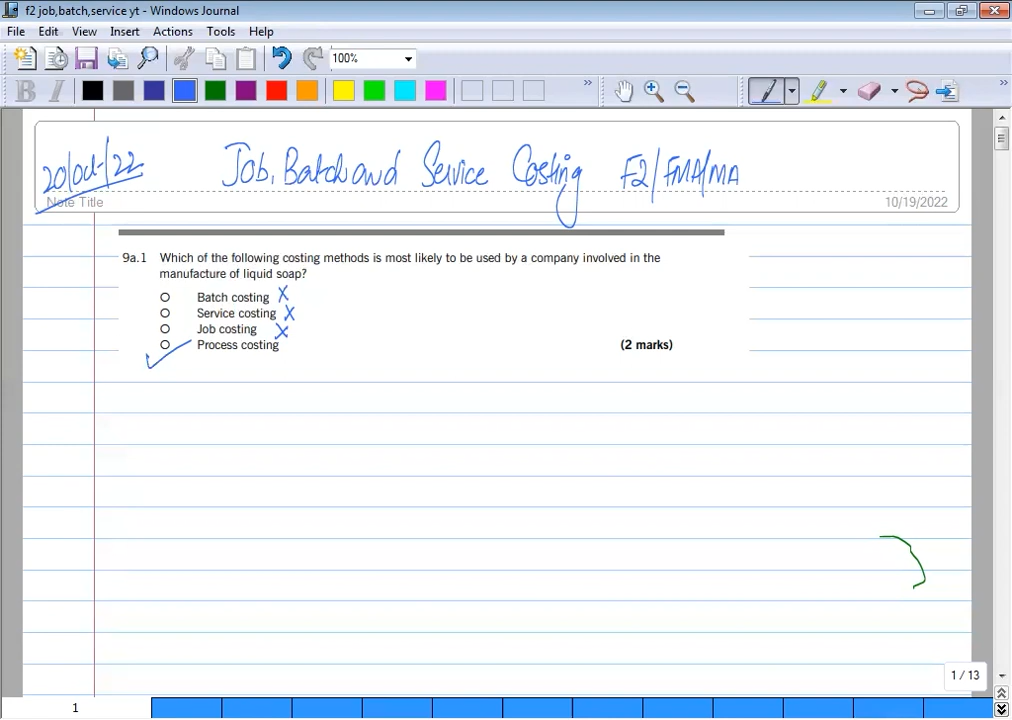 f2 job,batch,service yt - Windows Journal
File Edit View Insert Actions Tools Help
100%
B I
20/oct/22 Job, Batch and Service Costing F2/FMA/MA
Note Title 10/19/2022
9a.1 Which of the following costing methods is most likely to be used by a company involved in the
manufacture of liquid soap?
Batch costing X
Service costing X
Job costing X
Process costing (2 marks)
1 / 13
1